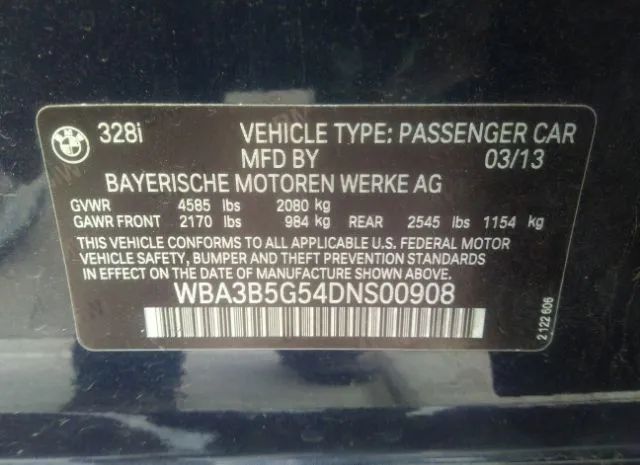 BMW 328i VEHICLE TYPE: PASSENGER CAR
MFD BY 03/13
BAYERISCHE MOTOREN WERKE AG
GVWR 4585 lbs 2080 kg
GAWR FRONT 2170 lbs 984 kg REAR 2545 lbs 1154 kg
THIS VEHICLE CONFORMS TO ALL APPLICABLE U.S. FEDERAL MOTOR
VEHICLE SAFETY, BUMPER AND THEFT PREVENTION STANDARDS
IN EFFECT ON THE DATE OF MANUFACTURE SHOWN ABOVE.
WBA3B5G54DNS00908
2 122 606